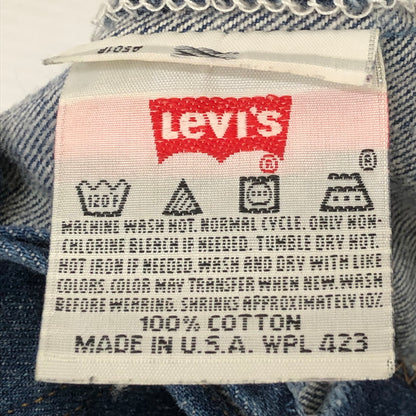 Levi's
®
®
120F
MACHINE WASH HOT. NORMAL CYCLE. ONLY NON-
CHLORINE BLEACH IF NEEDED. TUMBLE DRY HOT.
HOT IRON IF NEEDED. WASH AND DRY WITH LIKE
COLORS. COLOR MAY TRANSFER WHEN NEW. WASH
BEFORE WEARING. SHRINKS APPROXIMATELY 10%
100% COTTON
MADE IN U.S.A. WPL 423